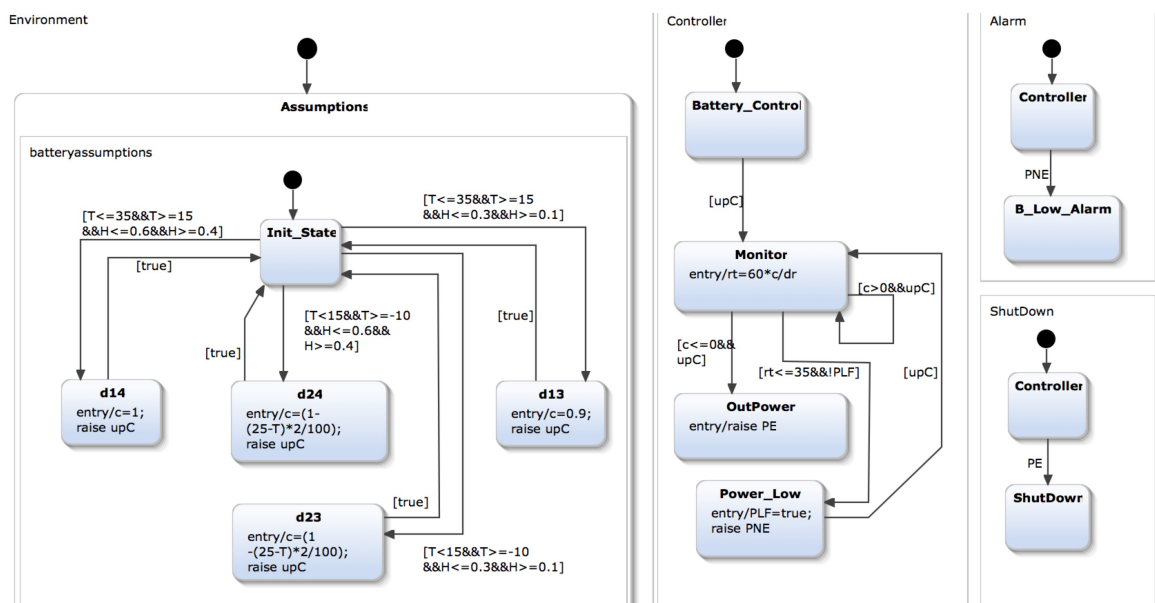 Environment
Assumptions
batteryassumptions
[T<=35&&T>=15
&&H<=0.6&&H>=0.4]
[true]
Init_State
[T<=35&&T>=15
&&H<=0.3&&H>=0.1]
[T<15&&T>=-10
&&H<=0.6&&
H>=0.4]
[true]
[true]
d14
entry/c=1;
raise upC
d24
entry/c=(1-
(25-T)*2/100);
raise upC
d13
entry/c=0.9;
raise upC
[true]
d23
entry/c=(1
-(25-T)*2/100);
raise upC
[T<15&&T>=-10
&&H<=0.3&&H>=0.1]
Controller
Battery_Control
[upC]
Monitor
entry/rt=60*c/dr
[c>0&&upC]
[c<=0&&
upC]
[rt<=35&&!PLF]
[upC]
OutPower
entry/raise PE
Power_Low
entry/PLF=true;
raise PNE
Alarm
Controller
PNE
B_Low_Alarm
ShutDown
Controller
PE
ShutDown